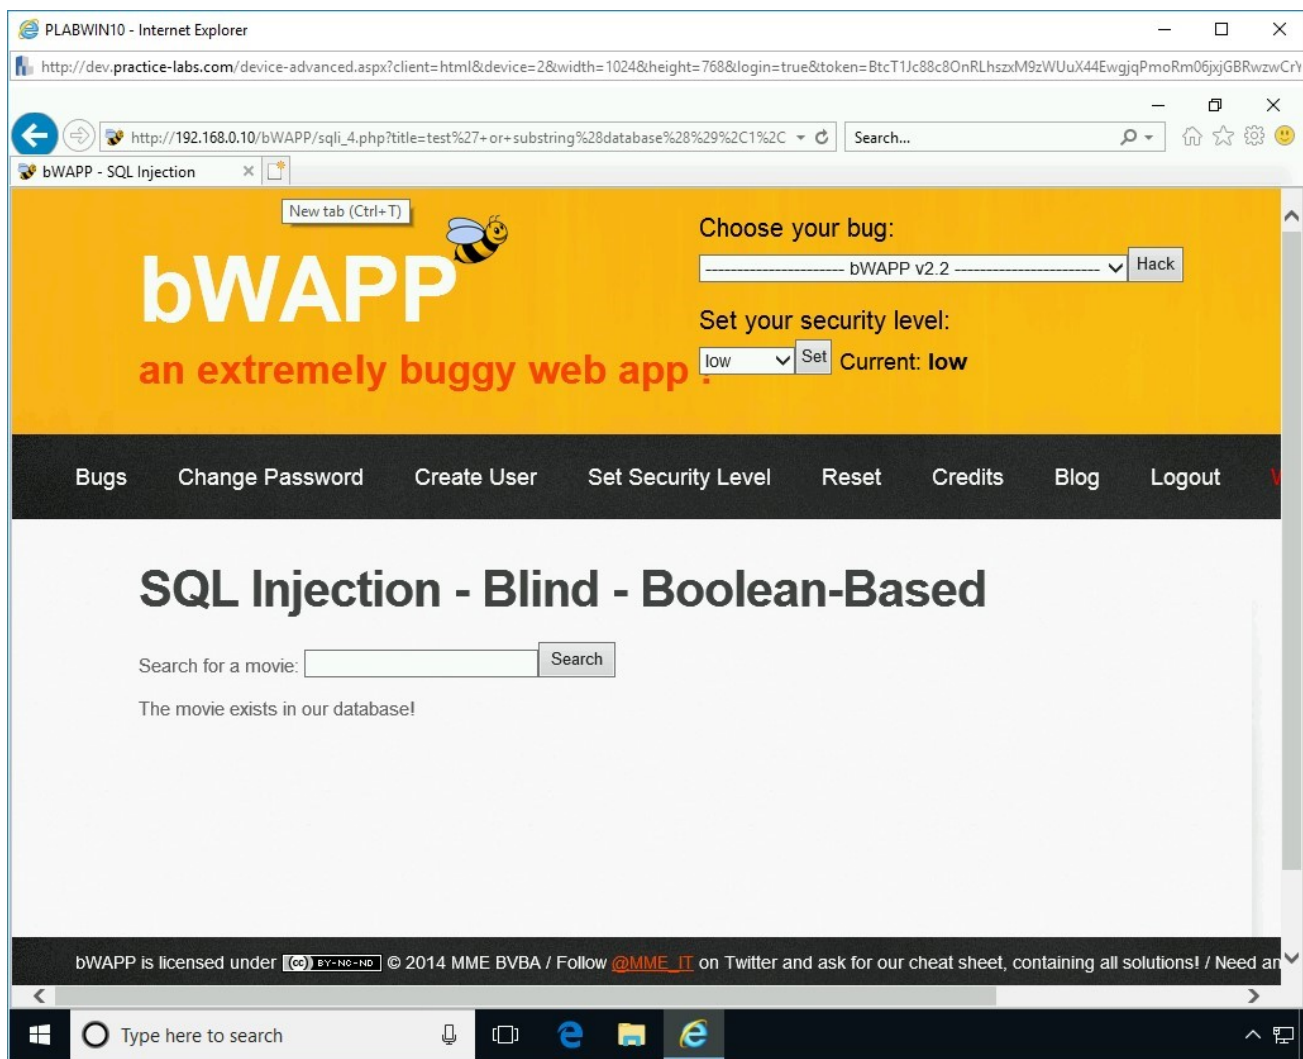 PLABWIN10 - Internet Explorer
http://dev.practice-labs.com/device-advanced.aspx?client=html&device=2&width=1024&height=768&login=true&token=BtcT1Jc88c8OnRLhszxM9zWUuX44EwgjqPmoRm06jxjGBRwzwCrY
http://192.168.0.10/bWAPP/sqli_4.php?title=test%27+or+substring%28database%28%29%2C1%2C
Search...
bWAPP - SQL Injection
New tab (Ctrl+T)
bWAPP
an extremely buggy web app !
Choose your bug:
---------------------- bWAPP v2.2 -----------------------
Hack
Set your security level:
low
Set
Current: low
Bugs Change Password Create User Set Security Level Reset Credits Blog Logout
SQL Injection - Blind - Boolean-Based
Search for a movie:
Search
The movie exists in our database!
bWAPP is licensed under (cc) BY-NC-ND © 2014 MME BVBA / Follow @MME_IT on Twitter and ask for our cheat sheet, containing all solutions! / Need an
Type here to search